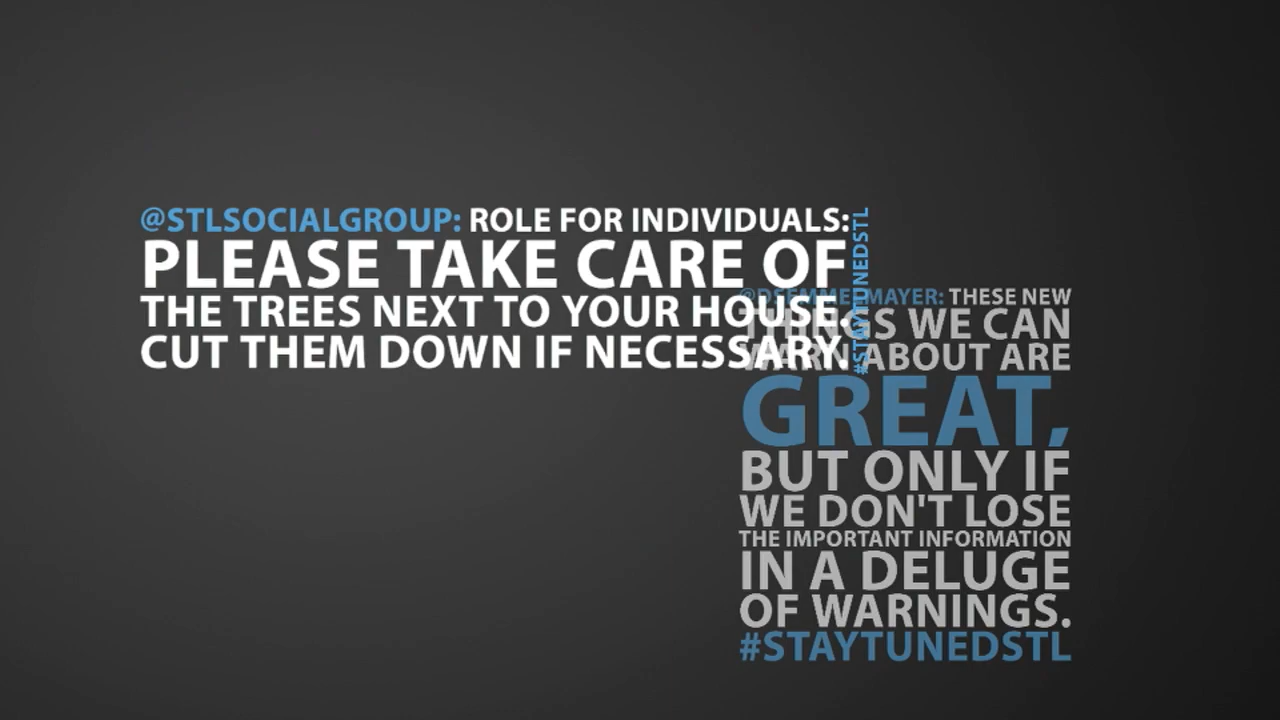 @STLSOCIALGROUP: ROLE FOR INDIVIDUALS:
PLEASE TAKE CARE OF
THE TREES NEXT TO YOUR HOUSE.
CUT THEM DOWN IF NECESSARY.
#STAYTUNEDSTL
@DSEMMELMAYER: THESE NEW
THINGS WE CAN
WARN ABOUT ARE
GREAT,
BUT ONLY IF
WE DON'T LOSE
THE IMPORTANT INFORMATION
IN A DELUGE
OF WARNINGS.
#STAYTUNEDSTL